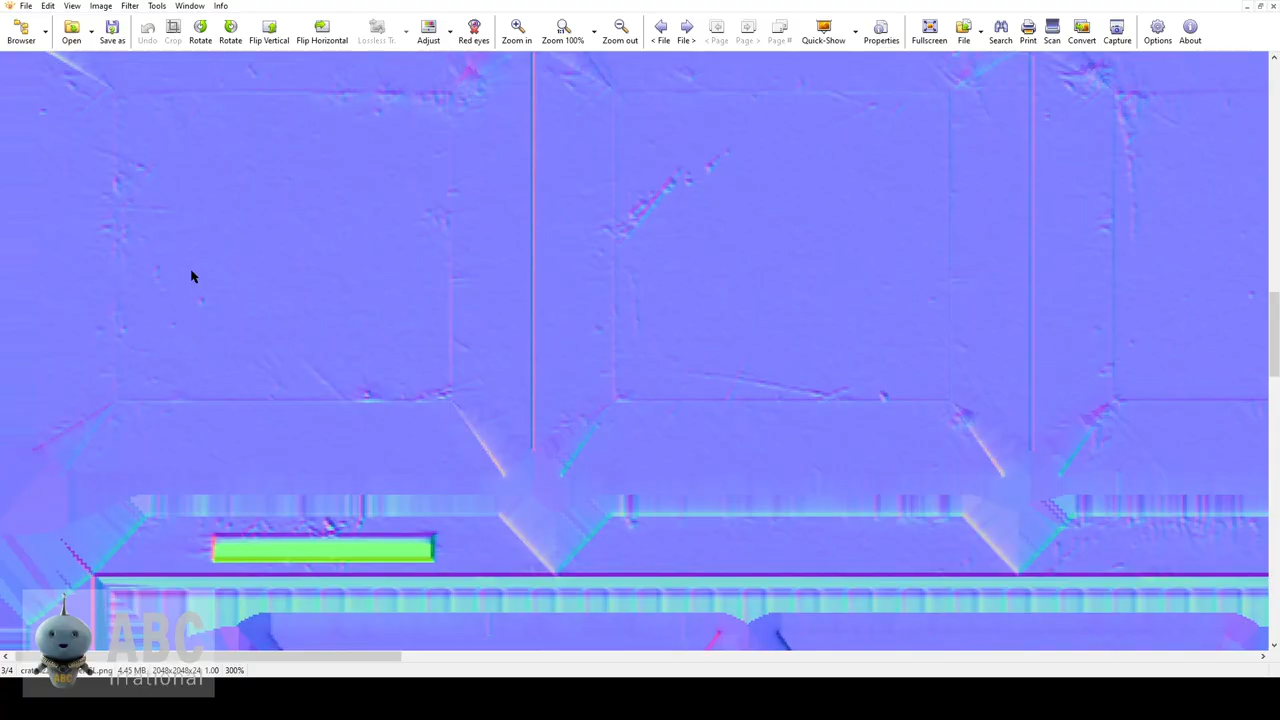 File Edit View Image Filter Tools Window Info
Browser Open Save as Undo Crop Rotate Rotate Flip Vertical Flip Horizontal Lossless Tr. Adjust Red eyes Zoom in Zoom 100% Zoom out < File File > < Page Page > Page # Quick-Show Properties Fullscreen File Search Print Scan Convert Capture Options About
ABC
Irrational
ABC
3/4 4.45 MB 2048x2048x24 1.00 300%